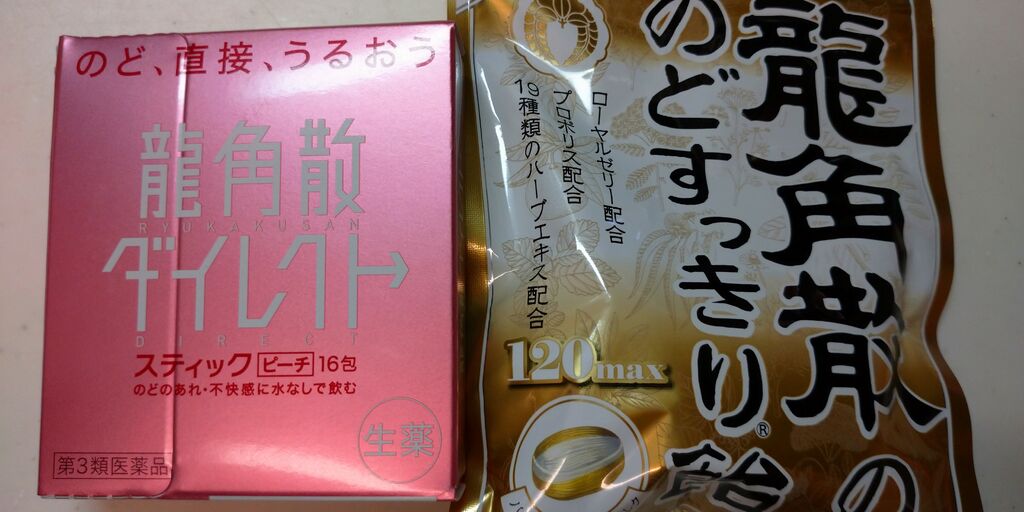 のど、直接、うるおう
龍角散
RYUKAKUSAN
ダイレクト
DIRECT
スティック ピーチ 16包
のどのあれ・不快感に水なしで飲む
生薬
第3類医薬品
龍角散の
のどすっきり®飴
ローヤルゼリー配合
プロポリス配合
19種類のハーブエキス配合
120max